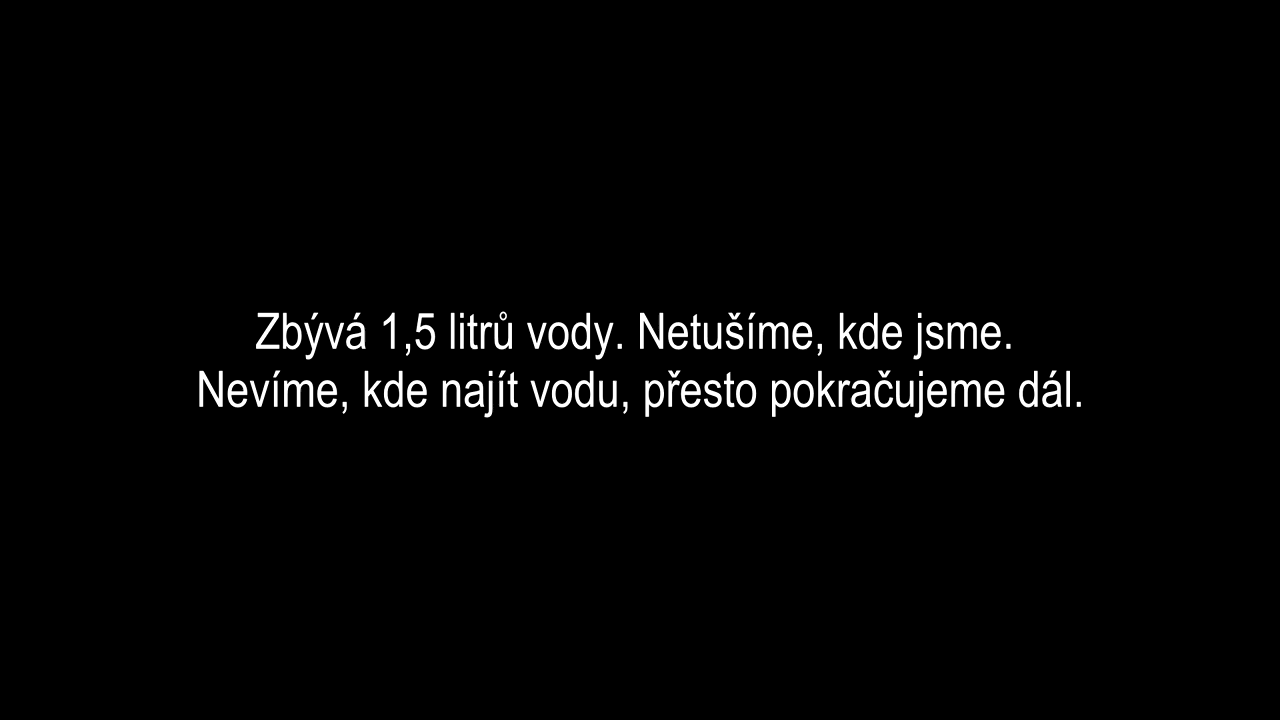 Zbývá 1,5 litrů vody. Netušíme, kde jsme.
Nevíme, kde najít vodu, přesto pokračujeme dál.